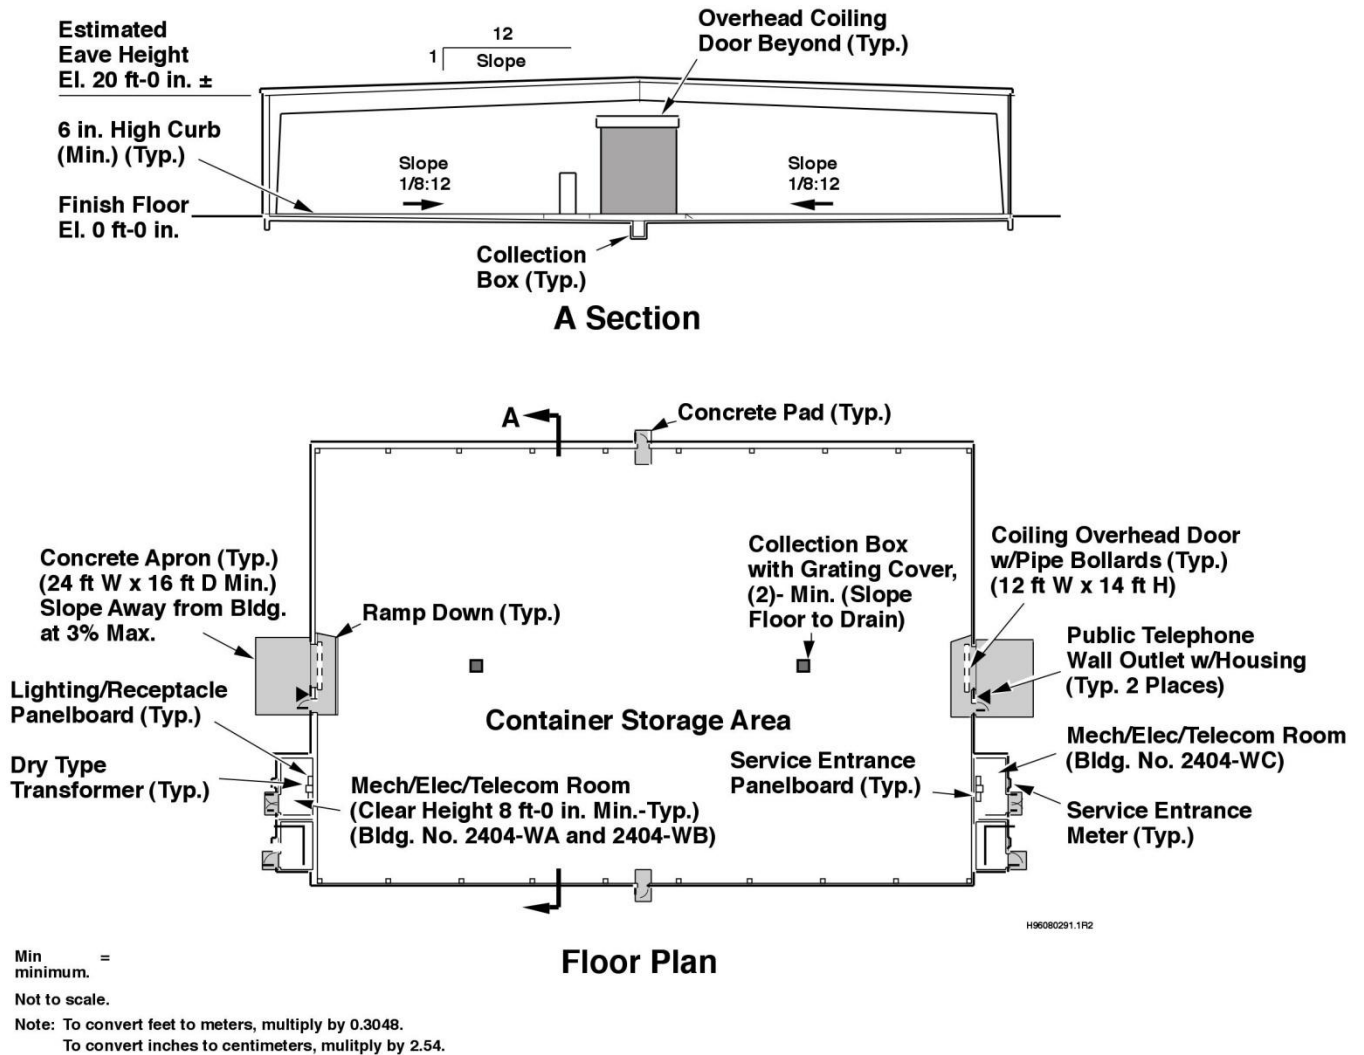 Estimated
Eave Height
El. 20 ft-0 in. ±
12
1
Slope
Overhead Coiling
Door Beyond (Typ.)
6 in. High Curb
(Min.) (Typ.)
Slope
1/8:12
Slope
1/8:12
Finish Floor
El. 0 ft-0 in.
Collection
Box (Typ.)
A Section
A
Concrete Pad (Typ.)
Concrete Apron (Typ.)
(24 ft W x 16 ft D Min.)
Slope Away from Bldg.
at 3% Max.
Ramp Down (Typ.)
Collection Box
with Grating Cover,
(2)- Min. (Slope
Floor to Drain)
Coiling Overhead Door
w/Pipe Bollards (Typ.)
(12 ft W x 14 ft H)
Public Telephone
Wall Outlet w/Housing
(Typ. 2 Places)
Lighting/Receptacle
Panelboard (Typ.)
Container Storage Area
Dry Type
Transformer (Typ.)
Mech/Elec/Telecom Room
(Clear Height 8 ft-0 in. Min.-Typ.)
(Bldg. No. 2404-WA and 2404-WB)
Service Entrance
Panelboard (Typ.)
Mech/Elec/Telecom Room
(Bldg. No. 2404-WC)
Service Entrance
Meter (Typ.)
H96080291.1R2
Floor Plan
Min =
minimum.
Not to scale.
Note: To convert feet to meters, multiply by 0.3048.
To convert inches to centimeters, mulitply by 2.54.